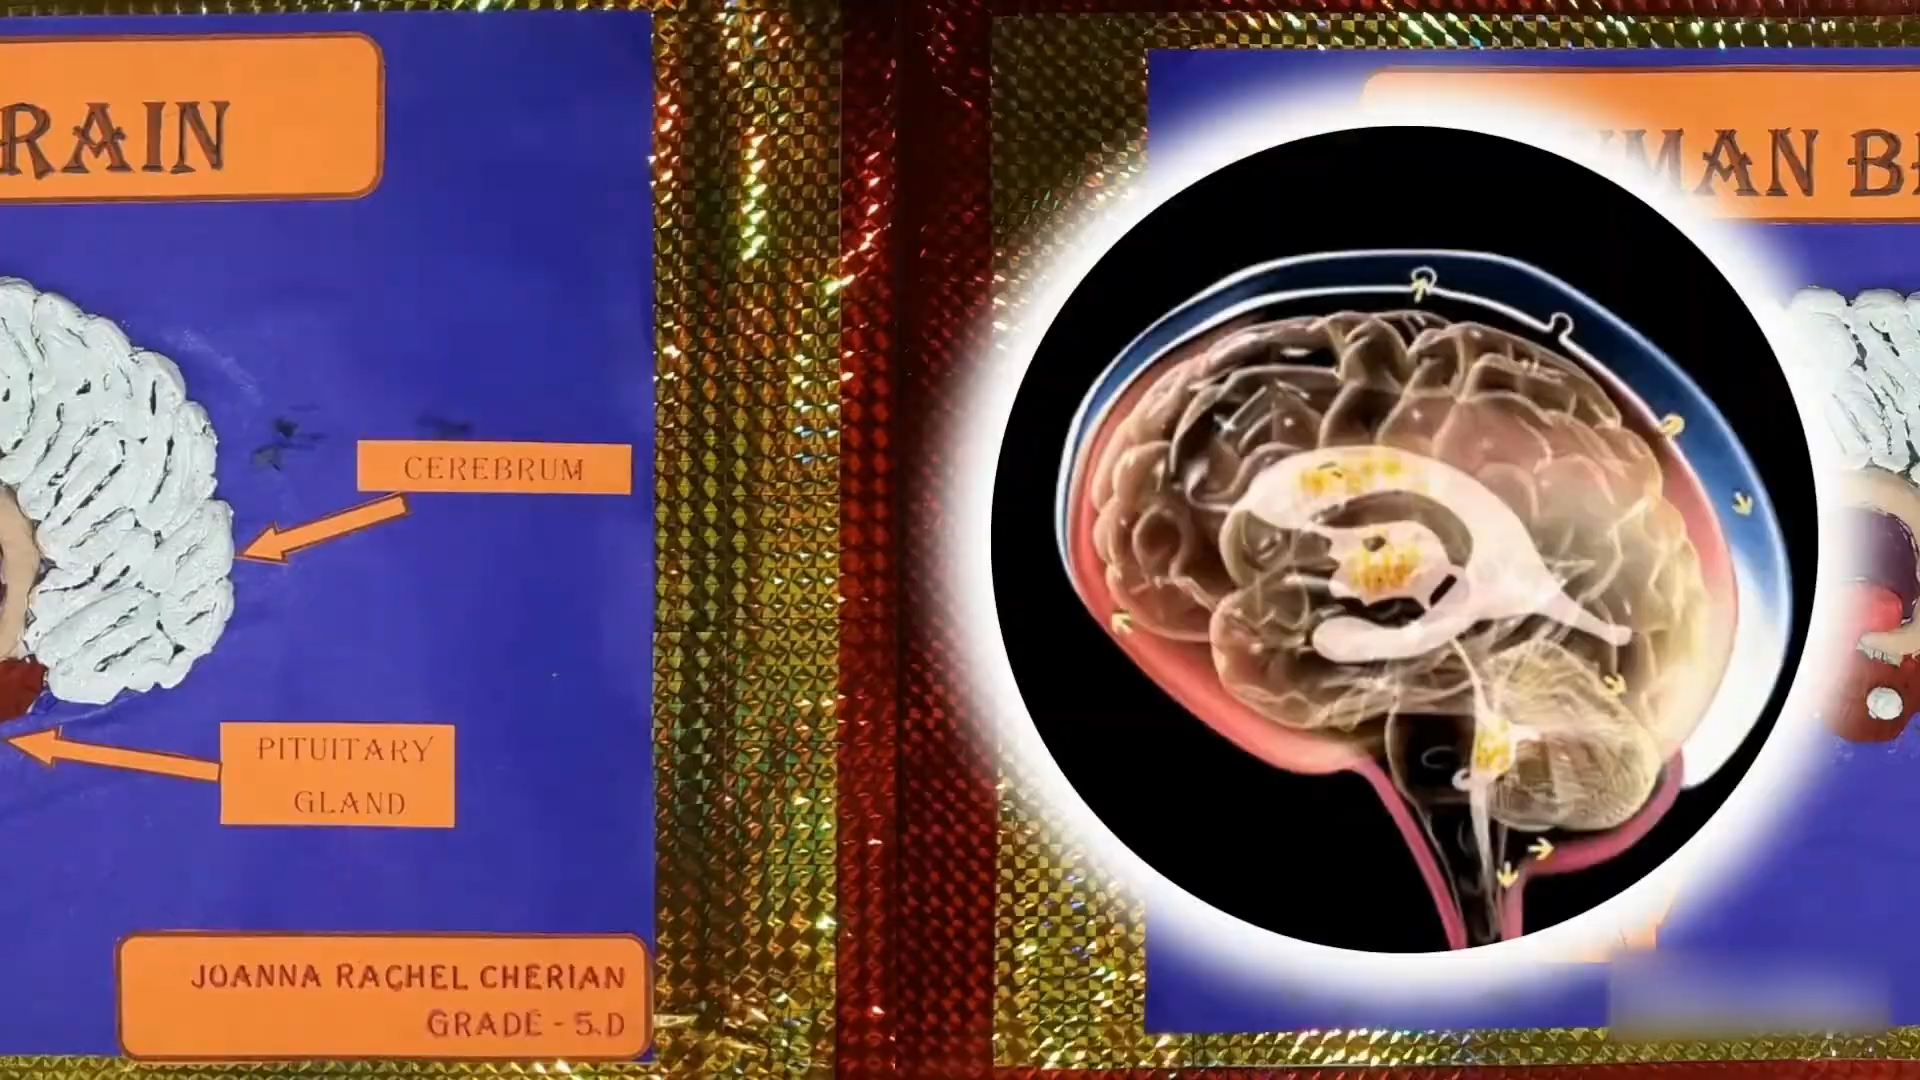 RAIN
CEREBRUM
PITUITARY
GLAND
JOANNA RACHEL CHERIAN
GRADE - 5.D
MAN B